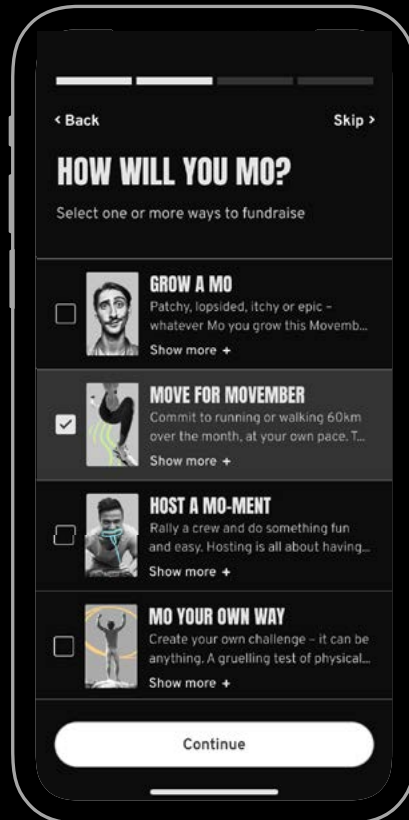 < Back
Skip >
HOW WILL YOU MO?
Select one or more ways to fundraise
GROW A MO
Patchy, lopsided, itchy or epic –
whatever Mo you grow this Movemb...
Show more +
MOVE FOR MOVEMBER
Commit to running or walking 60km
over the month, at your own pace. T...
Show more +
HOST A MO-MENT
Rally a crew and do something fun
and easy. Hosting is all about having...
Show more +
MO YOUR OWN WAY
Create your own challenge – it can be
anything. A gruelling test of physical...
Show more +
Continue